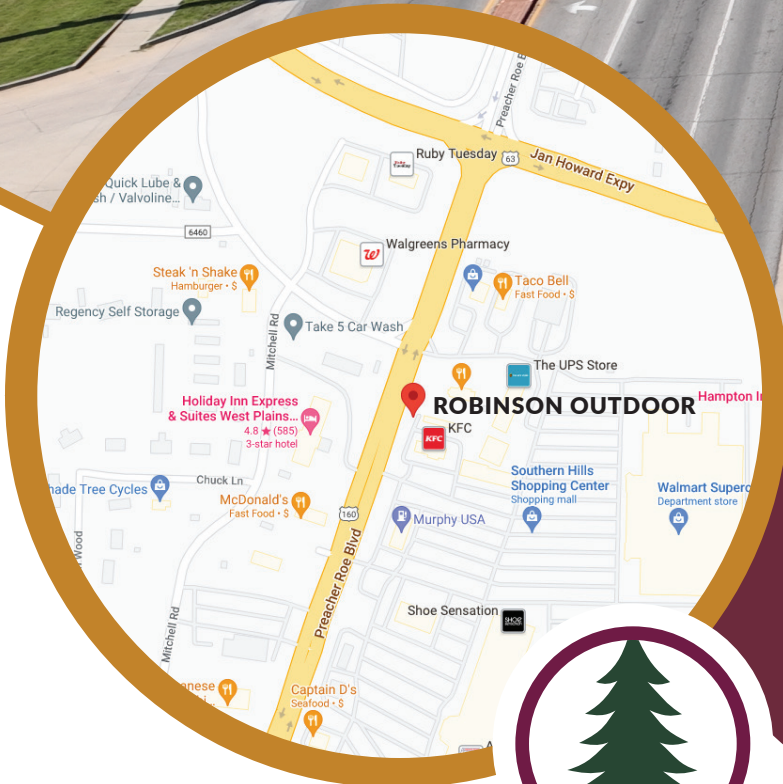 Preacher Roe B
Ruby Tuesday
63
Jan Howard Expy
Quick Lube &
sh / Valvoline...
6460
Walgreens Pharmacy
Steak 'n Shake
Hamburger • $
Taco Bell
Fast Food • $
Regency Self Storage
Mitchell Rd
Take 5 Car Wash
The UPS Store
Holiday Inn Express
& Suites West Plains...
4.8 ★ (585)
3-star hotel
Hampton In
ROBINSON OUTDOOR
KFC
KFC
Chuck Ln
hade Tree Cycles
McDonald's
Fast Food • $
Southern Hills
Shopping Center
Shopping mall
Walmart Superc
Department store
160
Murphy USA
Wood
Preacher Roe Blvd
Shoe Sensation
SHOE
Mitchell Rd
anese
Captain D's
Seafood • $